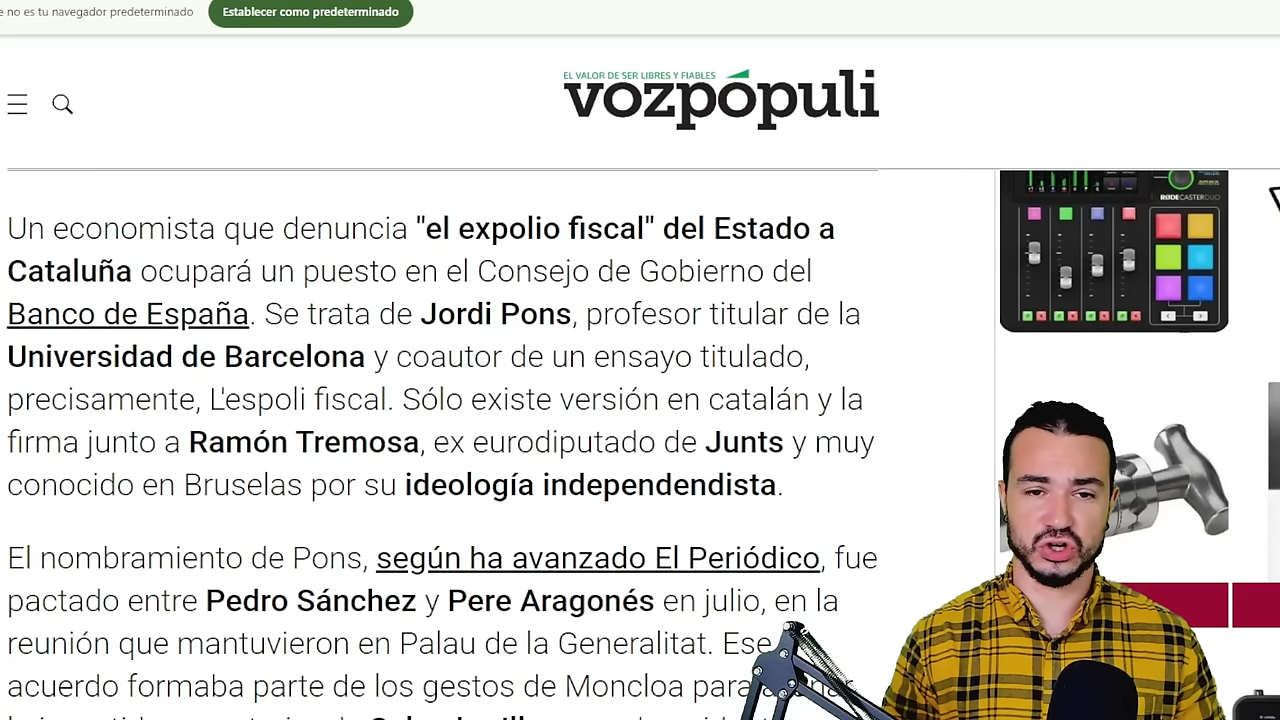 e no es tu navegador predeterminado
Establecer como predeterminado
EL VALOR DE SER LIBRES Y FIABLES
vozpópuli
RØDECASTER DUO
Un economista que denuncia "el expolio fiscal" del Estado a
Cataluña ocupará un puesto en el Consejo de Gobierno del
Banco de España. Se trata de Jordi Pons, profesor titular de la
Universidad de Barcelona y coautor de un ensayo titulado,
precisamente, L'espoli fiscal. Sólo existe versión en catalán y la
firma junto a Ramón Tremosa, ex eurodiputado de Junts y muy
conocido en Bruselas por su ideología independendista.
El nombramiento de Pons, según ha avanzado El Periódico, fue
pactado entre Pedro Sánchez y Pere Aragonés en julio, en la
reunión que mantuvieron en Palau de la Generalitat. Ese
acuerdo formaba parte de los gestos de Moncloa para